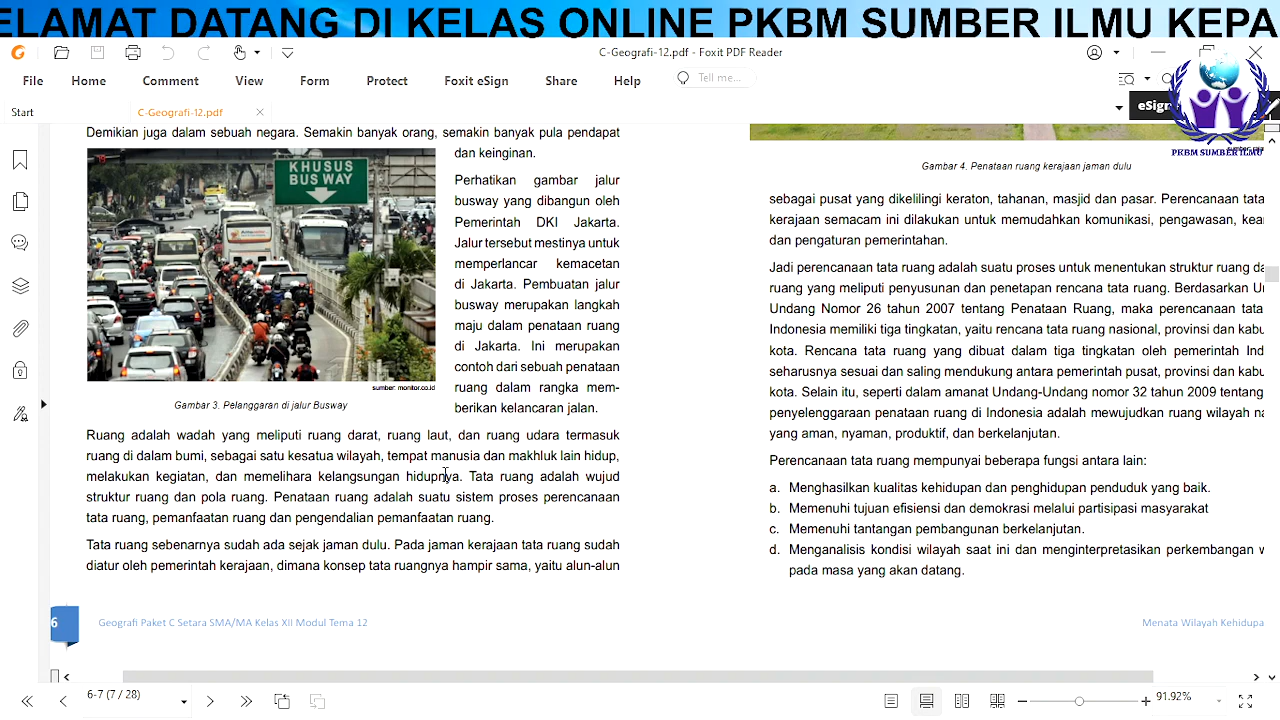 ELAMAT DATANG DI KELAS ONLINE PKBM SUMBER ILMU KEPA
C-Geografi-12.pdf - Foxit PDF Reader
File Home Comment View Form Protect Foxit eSign Share Help Tell me...
Start C-Geografi-12.pdf
eSign
PKBM SUMBER ILMU
Demikian juga dalam sebuah negara. Semakin banyak orang, semakin banyak pula pendapat
dan keinginan.
KHUSUS
BUS WAY
Perhatikan gambar jalur
busway yang dibangun oleh
Pemerintah DKI Jakarta.
Jalur tersebut mestinya untuk
memperlancar kemacetan
di Jakarta. Pembuatan jalur
busway merupakan langkah
maju dalam penataan ruang
di Jakarta. Ini merupakan
contoh dari sebuah penataan
ruang dalam rangka mem-
berikan kelancaran jalan.
sumber: monitor.co.id
Gambar 3. Pelanggaran di jalur Busway
Ruang adalah wadah yang meliputi ruang darat, ruang laut, dan ruang udara termasuk
ruang di dalam bumi, sebagai satu kesatua wilayah, tempat manusia dan makhluk lain hidup,
melakukan kegiatan, dan memelihara kelangsungan hidupnya. Tata ruang adalah wujud
struktur ruang dan pola ruang. Penataan ruang adalah suatu sistem proses perencanaan
tata ruang, pemanfaatan ruang dan pengendalian pemanfaatan ruang.
Tata ruang sebenarnya sudah ada sejak jaman dulu. Pada jaman kerajaan tata ruang sudah
diatur oleh pemerintah kerajaan, dimana konsep tata ruangnya hampir sama, yaitu alun-alun
6 Geografi Paket C Setara SMA/MA Kelas XII Modul Tema 12
Gambar 4. Penataan ruang kerajaan jaman dulu
sebagai pusat yang dikelilingi keraton, tahanan, masjid dan pasar. Perencanaan tata
kerajaan semacam ini dilakukan untuk memudahkan komunikasi, pengawasan, kea
dan pengaturan pemerintahan.
Jadi perencanaan tata ruang adalah suatu proses untuk menentukan struktur ruang da
ruang yang meliputi penyusunan dan penetapan rencana tata ruang. Berdasarkan U
Undang Nomor 26 tahun 2007 tentang Penataan Ruang, maka perencanaan tata
Indonesia memiliki tiga tingkatan, yaitu rencana tata ruang nasional, provinsi dan kabu
kota. Rencana tata ruang yang dibuat dalam tiga tingkatan oleh pemerintah Ind
seharusnya sesuai dan saling mendukung antara pemerintah pusat, provinsi dan kabu
kota. Selain itu, seperti dalam amanat Undang-Undang nomor 32 tahun 2009 tentang
penyelenggaraan penataan ruang di Indonesia adalah mewujudkan ruang wilayah na
yang aman, nyaman, produktif, dan berkelanjutan.
Perencanaan tata ruang mempunyai beberapa fungsi antara lain:
a. Menghasilkan kualitas kehidupan dan penghidupan penduduk yang baik.
b. Memenuhi tujuan efisiensi dan demokrasi melalui partisipasi masyarakat
c. Memenuhi tantangan pembangunan berkelanjutan.
d. Menganalisis kondisi wilayah saat ini dan menginterpretasikan perkembangan w
pada masa yang akan datang.
Menata Wilayah Kehidupa
6-7 (7 / 28)
91.92%